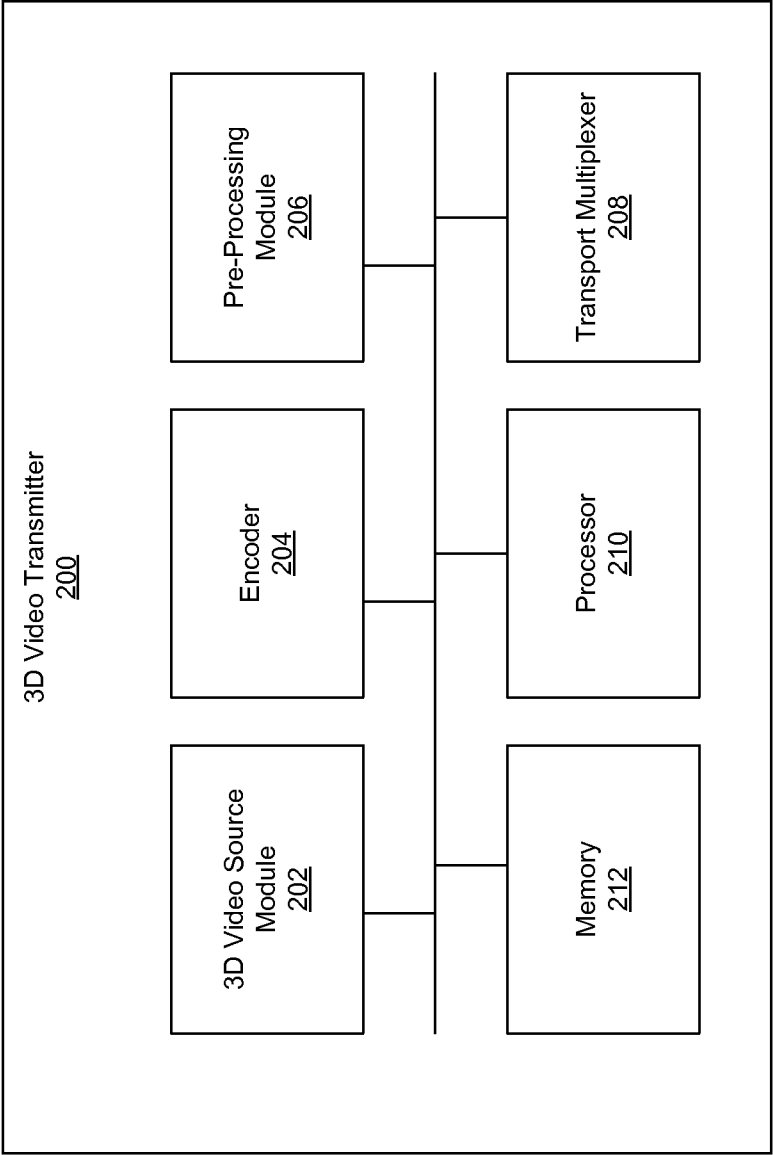 3D Video Transmitter
200
3D Video Source
Module
202
Encoder
204
Pre-Processing
Module
206
Memory
212
Processor
210
Transport Multiplexer
208